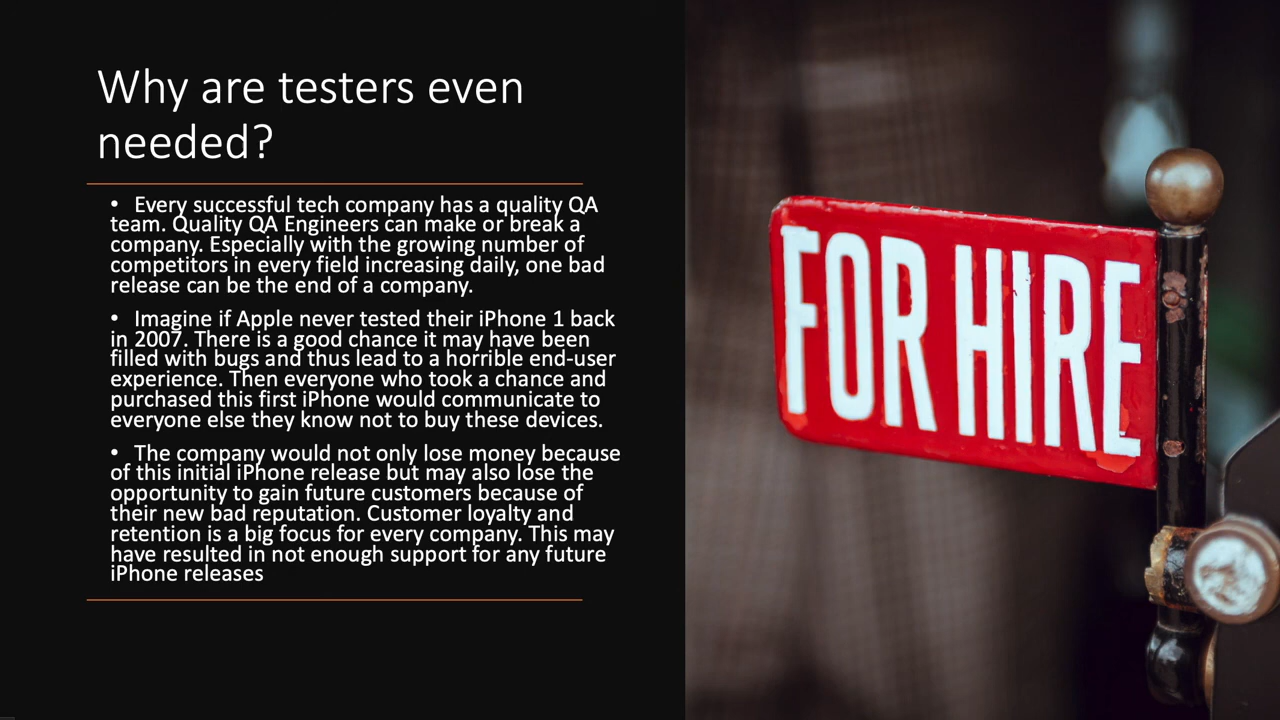 Why are testers even
needed?
• Every successful tech company has a quality QA
team. Quality QA Engineers can make or break a
company. Especially with the growing number of
competitors in every field increasing daily, one bad
release can be the end of a company.
• Imagine if Apple never tested their iPhone 1 back
in 2007. There is a good chance it may have been
filled with bugs and thus lead to a horrible end-user
experience. Then everyone who took a chance and
purchased this first iPhone would communicate to
everyone else they know not to buy these devices.
• The company would not only lose money because
of this initial iPhone release but may also lose the
opportunity to gain future customers because of
their new bad reputation. Customer loyalty and
retention is a big focus for every company. This may
have resulted in not enough support for any future
iPhone releases
FOR HIRE